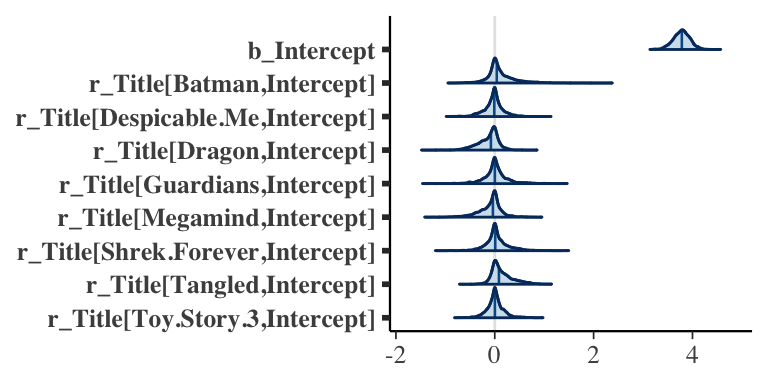 b_Intercept
r_Title[Batman,Intercept]
r_Title[Despicable.Me,Intercept]
r_Title[Dragon,Intercept]
r_Title[Guardians,Intercept]
r_Title[Megamind,Intercept]
r_Title[Shrek.Forever,Intercept]
r_Title[Tangled,Intercept]
r_Title[Toy.Story.3,Intercept]
-2 0 2 4